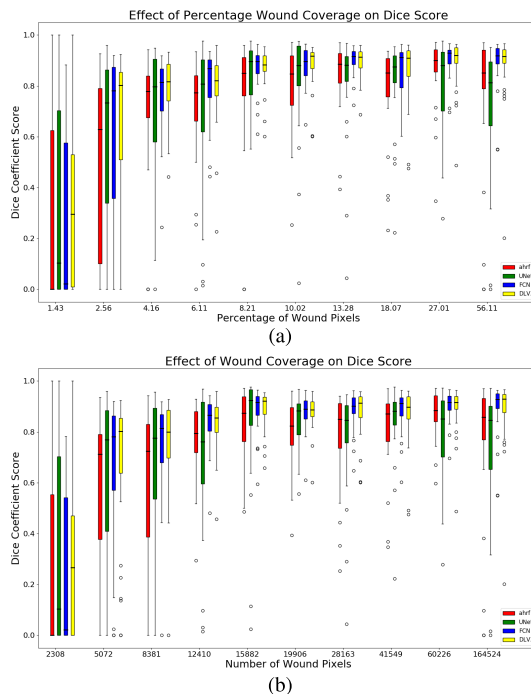 Effect of Percentage Wound Coverage on Dice Score
Dice Coefficient Score
1.0
0.8
0.6
0.4
0.2
0.0
ahrf
UNet
FCN
DLV3
1.43 2.56 4.16 6.11 8.21 10.02 13.28 18.07 27.01 56.11
Percentage of Wound Pixels
(a)
Effect of Wound Coverage on Dice Score
Dice Coefficient Score
1.0
0.8
0.6
0.4
0.2
0.0
ahrf
UNet
FCN
2308 5072 8381 12410 15882 19906 28163 41549 60226 164524
Number of Wound Pixels
(b)